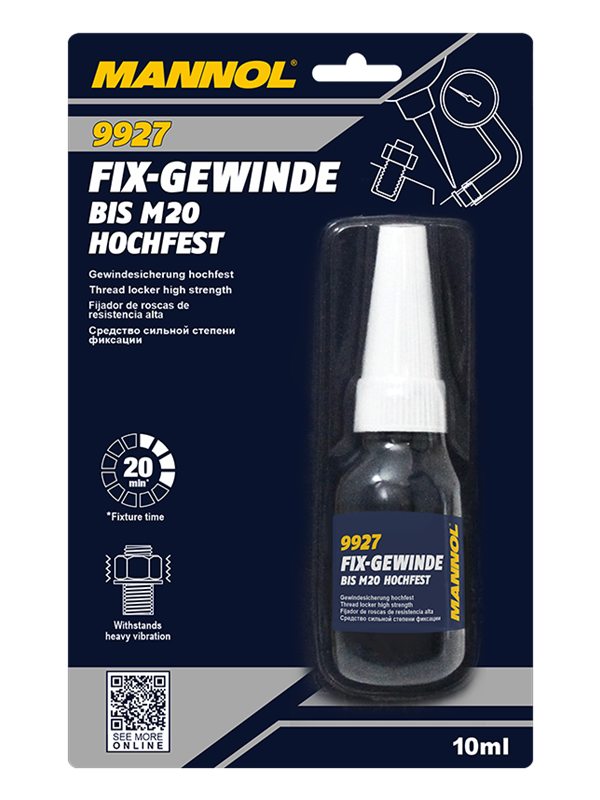 MANNOL®
9927
FIX-GEWINDE
BIS M20
HOCHFEST
Gewindesicherung hochfest
Thread locker high strength
Fijador de roscas de
resistencia alta
Средство сильной степени
фиксации
20
min*
*Fixture time
Withstands
heavy vibration
SEE MORE
ONLINE
9927
FIX-GEWINDE
BIS M20 HOCHFEST
Gewindesicherung hochfest
Thread locker high strength
Fijador de roscas de resistencia alta
Средство сильной степени фиксации
MANNOL
10ml